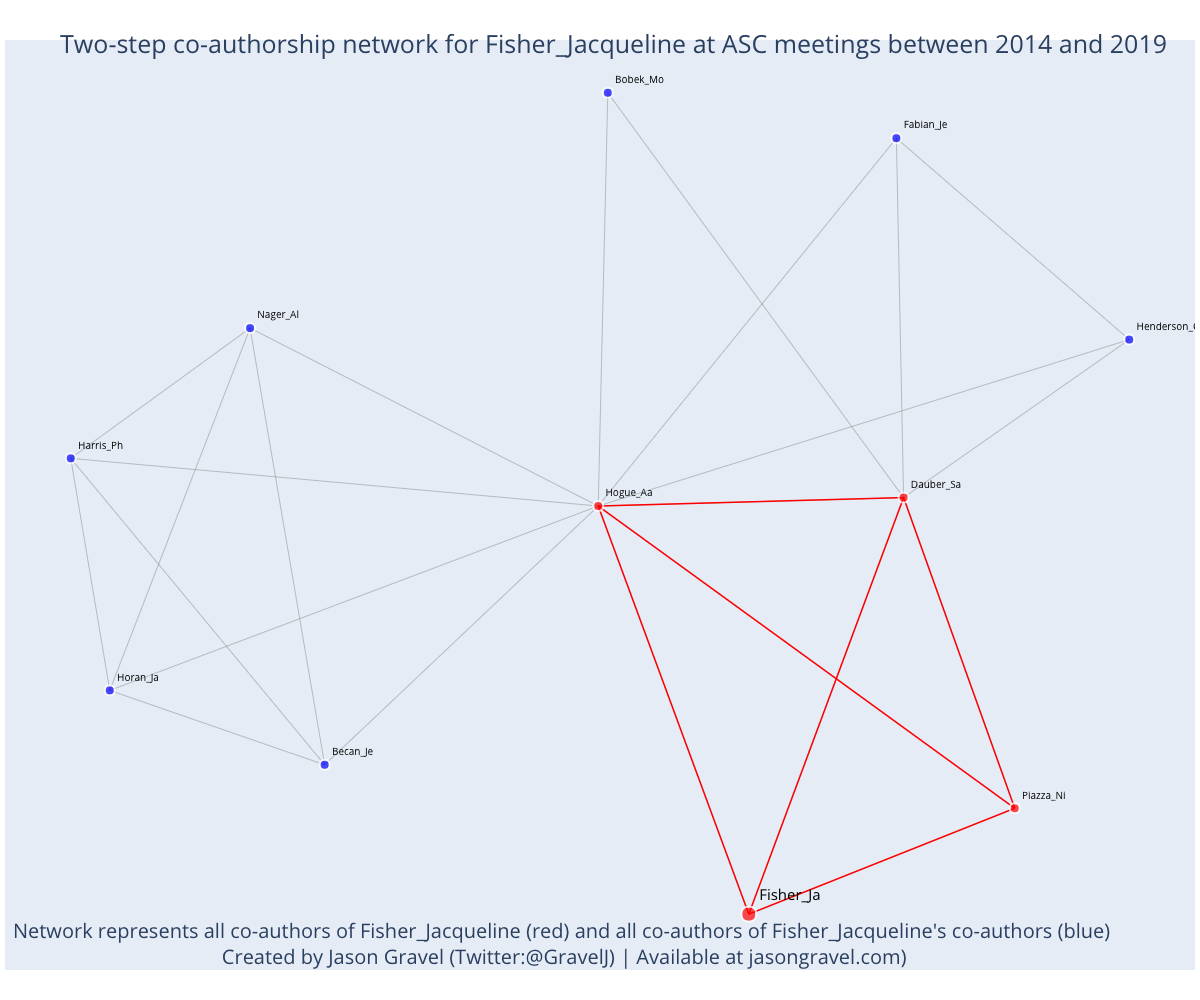 Two-step co-authorship network for Fisher_Jacqueline at ASC meetings between 2014 and 2019
Bobek_Mo
Fabian_Je
Nager_Al
Henderson_
Harris_Ph
Dauber_Sa
Hogue_Aa
Horan_Ja
Becan_Je
Piazza_Ni
Fisher_Ja
Network represents all co-authors of Fisher_Jacqueline (red) and all co-authors of Fisher_Jacqueline's co-authors (blue)
Created by Jason Gravel (Twitter:@GravelJ) | Available at jasongravel.com)